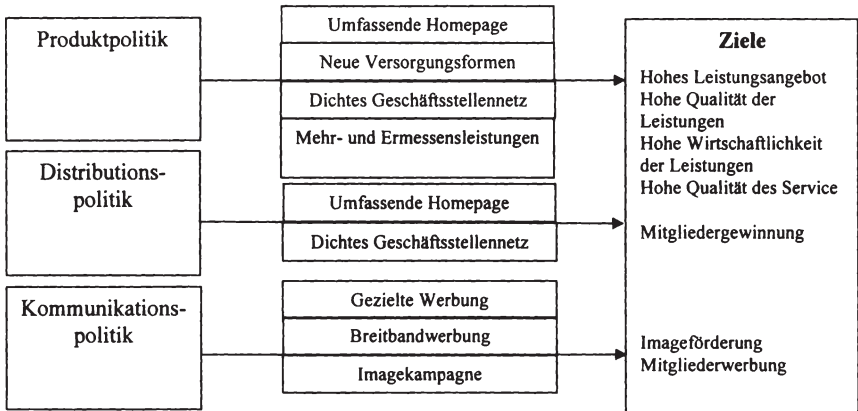 Produktpolitik
Umfassende Homepage
Neue Versorgungsformen
Dichtes Geschäftsstellennetz
Mehr- und Ermessensleistungen
Distributions-
politik
Umfassende Homepage
Dichtes Geschäftsstellennetz
Kommunikations-
politik
Gezielte Werbung
Breitbandwerbung
Imagekampagne
Ziele
Hohes Leistungsangebot
Hohe Qualität der
Leistungen
Hohe Wirtschaftlichkeit
der Leistungen
Hohe Qualität des Service
Mitgliedergewinnung
Imageförderung
Mitgliederwerbung